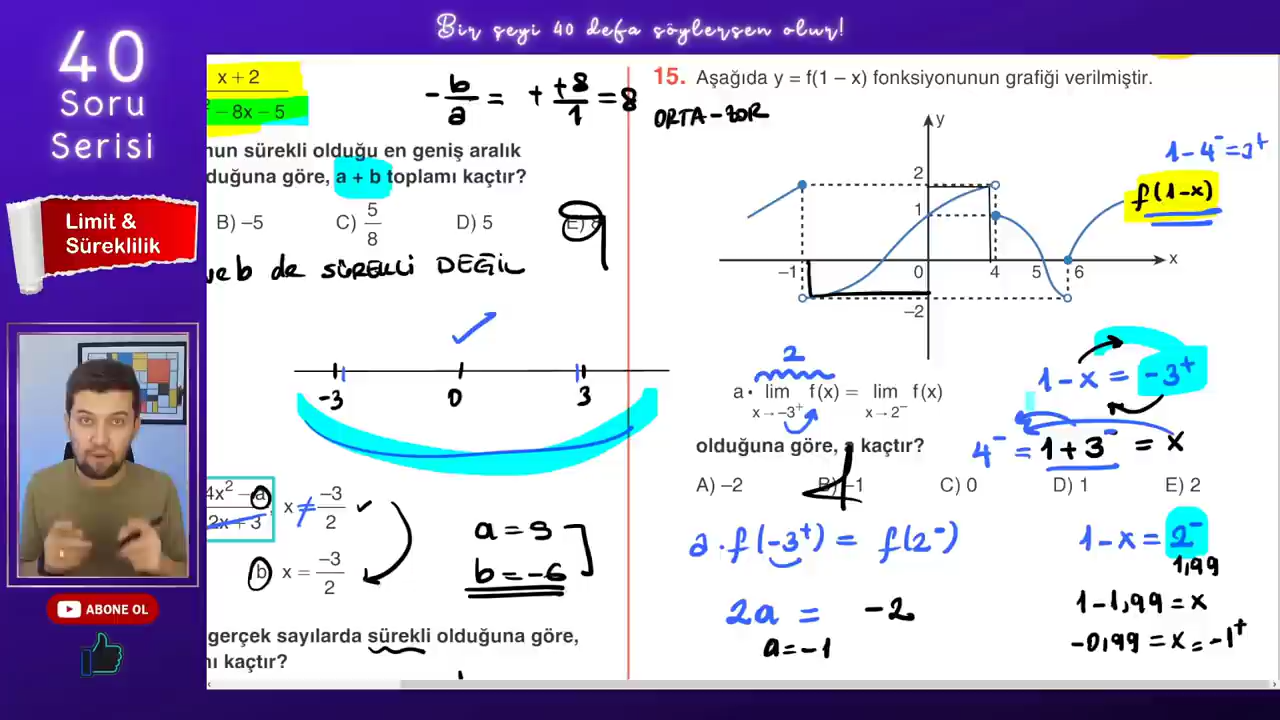 Bir şeyi 40 defa söylersen olur!
40
Soru
Serisi
Limit &
Süreklilik
ABONE OL
x + 2
– 8x – 5
-b/a = + +8/1 = 8
nun sürekli olduğu en geniş aralık
duğuna göre, a + b toplamı kaçtır?
B) –5 C) 5/8 D) 5 E) 8
9
ve b de SÜREKLİ DEĞİL
-3 0 3
4x² – a, x ≠ –3/2
2x + 3
b x = –3/2
a = 9
b = -6
gerçek sayılarda sürekli olduğuna göre,
mı kaçtır?
15. Aşağıda y = f(1 – x) fonksiyonunun grafiği verilmiştir.
ORTA-ZOR
y
1-4⁻=3⁺
f(1-x)
2
1
x
–1 0 4 5 6
–2
2
a · lim f(x) = lim f(x)
x→–3⁺ x→2⁻
olduğuna göre, a kaçtır?
A) –2 B) –1 C) 0 D) 1 E) 2
1-x = -3⁺
4⁻ = 1+3⁻ = x
a.f(-3⁺) = f(2⁻)
2a = -2
a=-1
1-x = 2⁻
1,99
1-1,99 = x
-0,99 = x = -1⁺